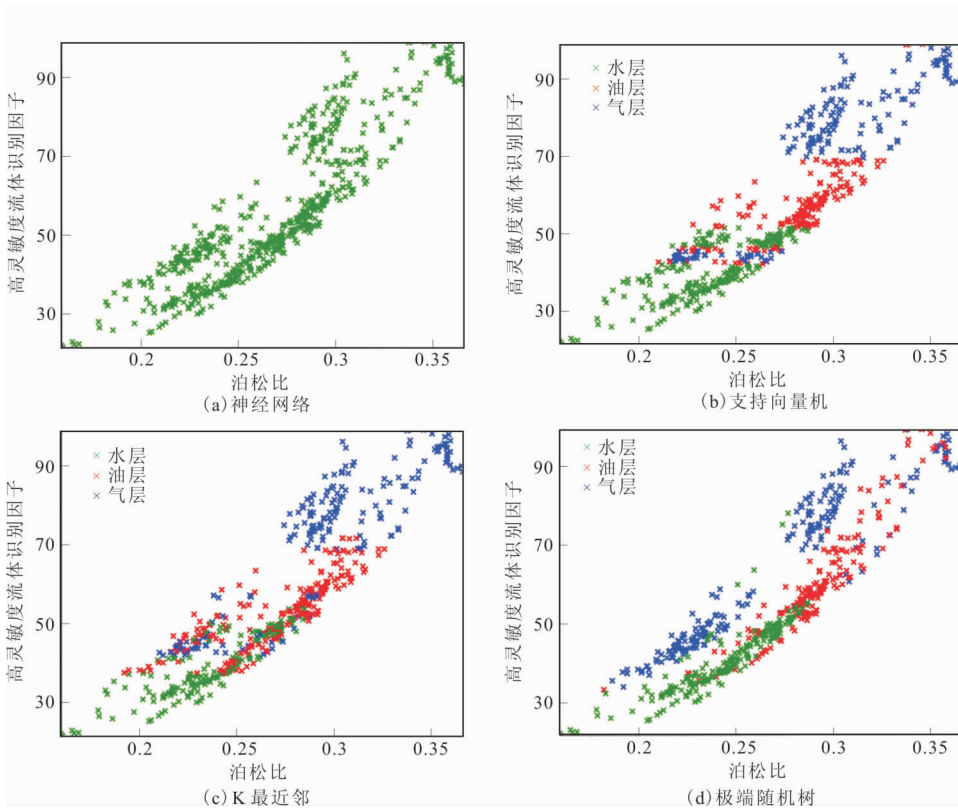 90
70
50
30
高灵敏度流体识别因子
0.2 0.25 0.3 0.35
泊松比
(a)神经网络
× 水层
× 油层
× 气层
90
70
50
30
高灵敏度流体识别因子
0.2 0.25 0.3 0.35
泊松比
(b)支持向量机
× 水层
× 油层
× 气层
90
70
50
30
高灵敏度流体识别因子
0.2 0.25 0.3 0.35
泊松比
(c)K最近邻
× 水层
× 油层
× 气层
90
70
50
30
高灵敏度流体识别因子
0.2 0.25 0.3 0.35
泊松比
(d)极端随机树